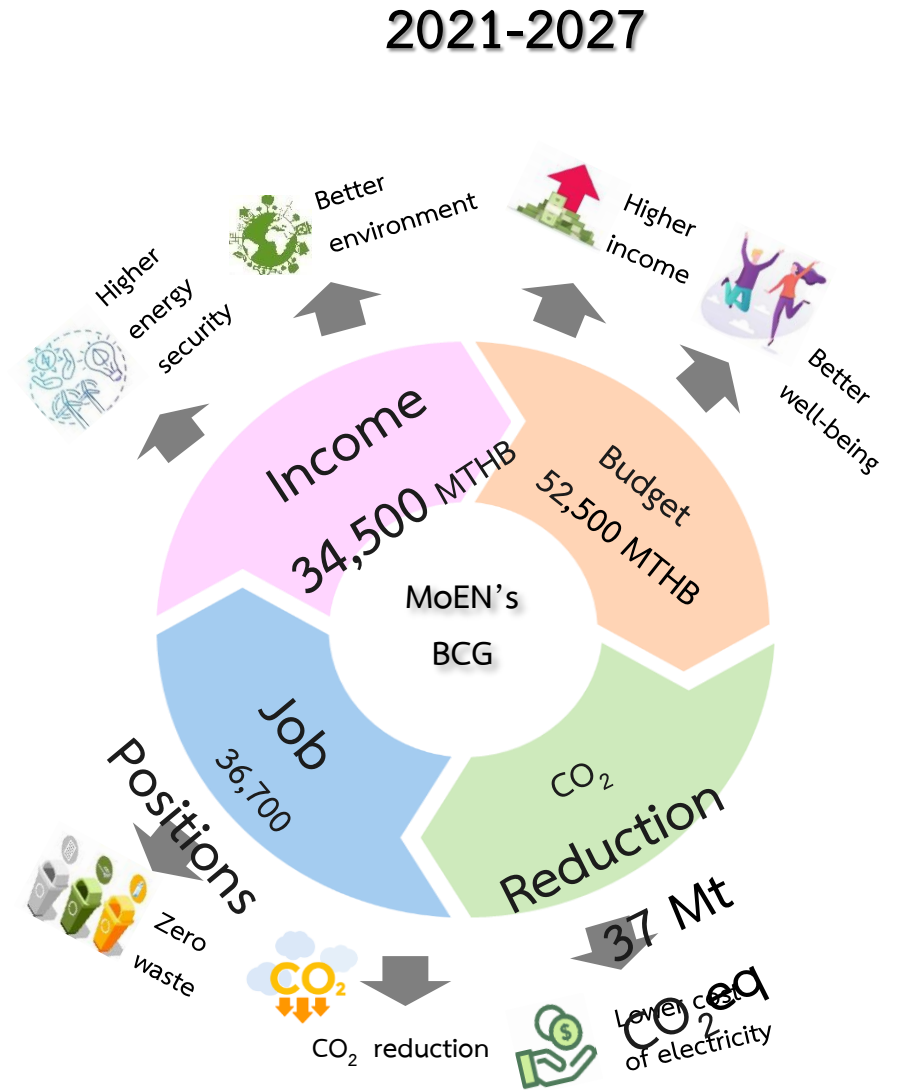 2021-2027
Better
environment
Higher
income
Higher
energy
security
Better
well-being
Income
34,500 MTHB
Budget
52,500 MTHB
MoEN's
BCG
Job
36,700
Positions
CO2
Reduction
37 Mt
CO2eq
Zero
waste
CO2
CO2 reduction
$
Lower cost
of electricity